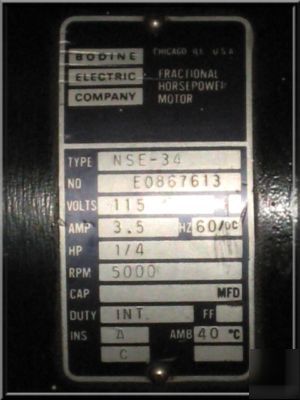 BODINE CHICAGO ILL. U.S.A.
ELECTRIC FRACTIONAL
COMPANY HORSEPOWER
MOTOR
TYPE NSE-34
NO E0867613
VOLTS 115
AMP 3.5 HZ 60/DC
HP 1/4
RPM 5000
CAP MFD
DUTY INT. FF
INS A AMB 40 °C
C